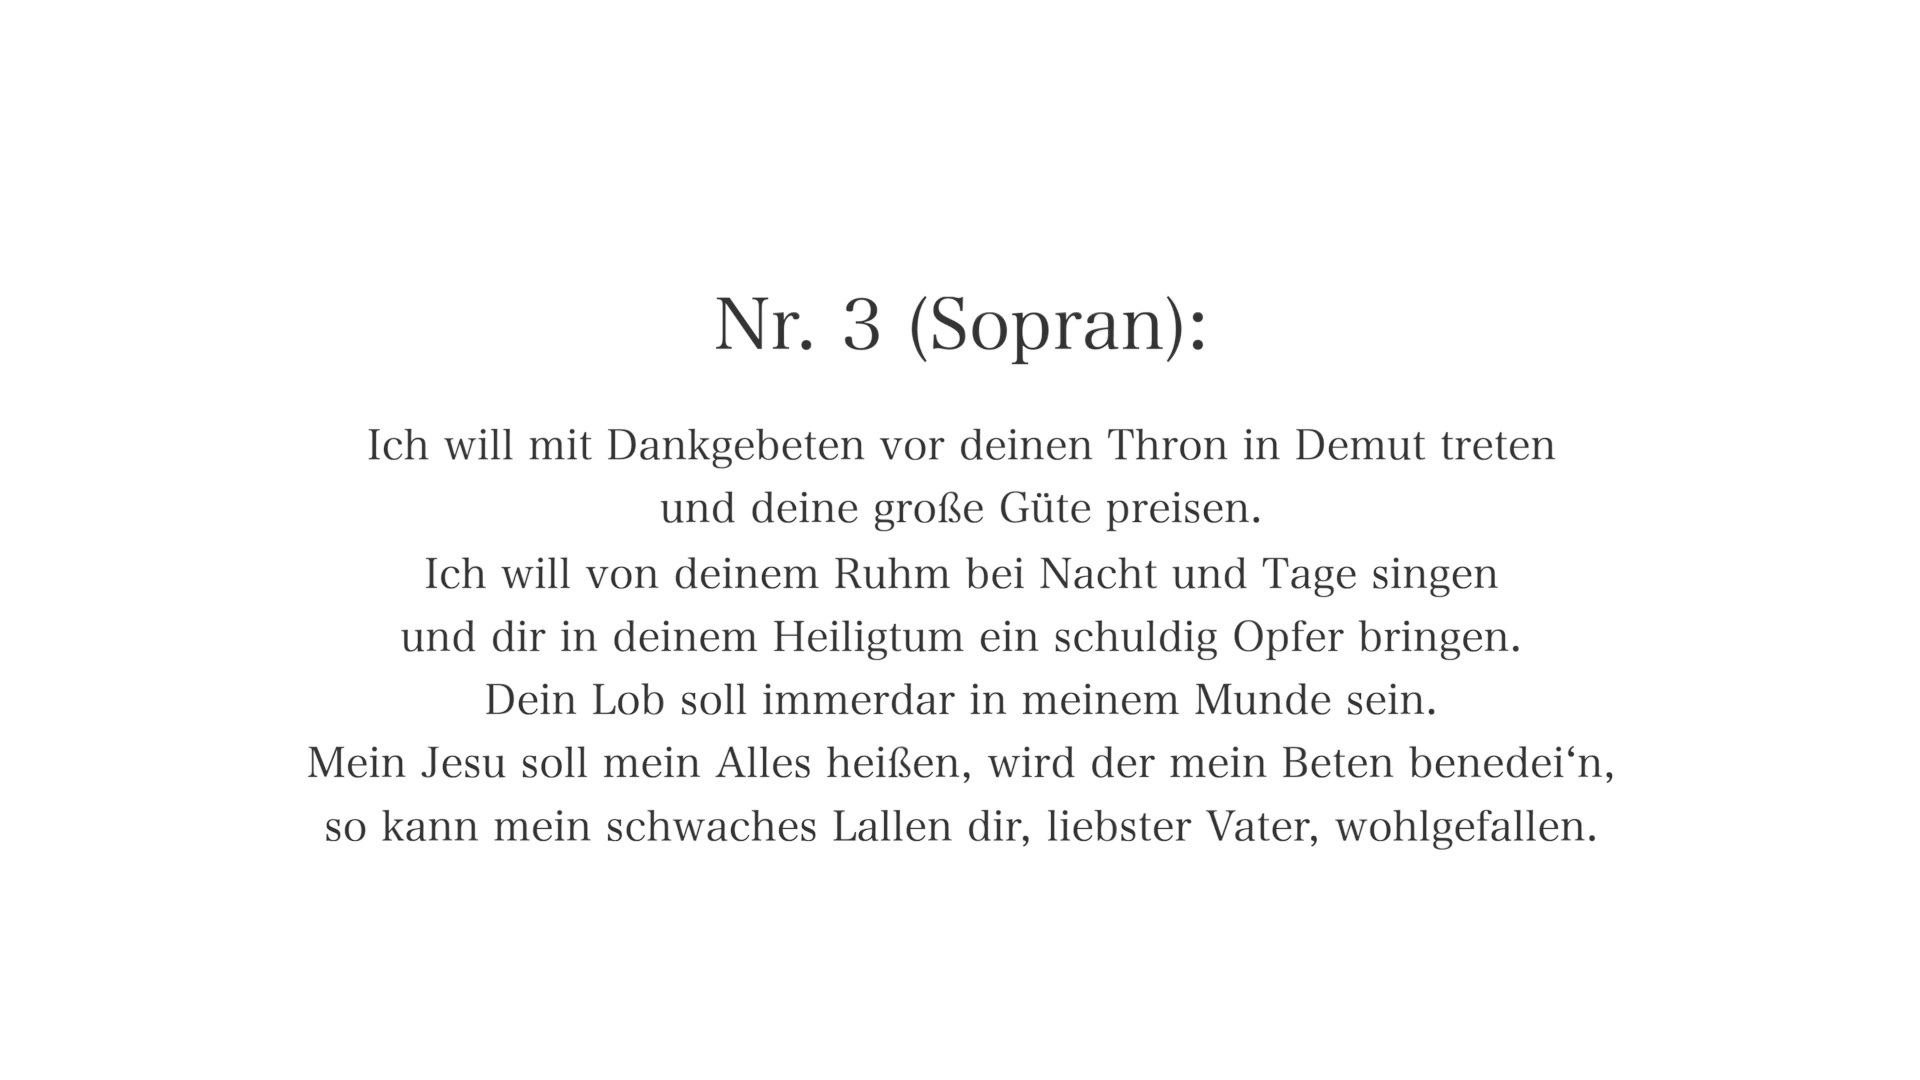 Nr. 3 (Sopran):
Ich will mit Dankgebeten vor deinen Thron in Demut treten
und deine große Güte preisen.
Ich will von deinem Ruhm bei Nacht und Tage singen
und dir in deinem Heiligtum ein schuldig Opfer bringen.
Dein Lob soll immerdar in meinem Munde sein.
Mein Jesu soll mein Alles heißen, wird der mein Beten benedei‘n,
so kann mein schwaches Lallen dir, liebster Vater, wohlgefallen.